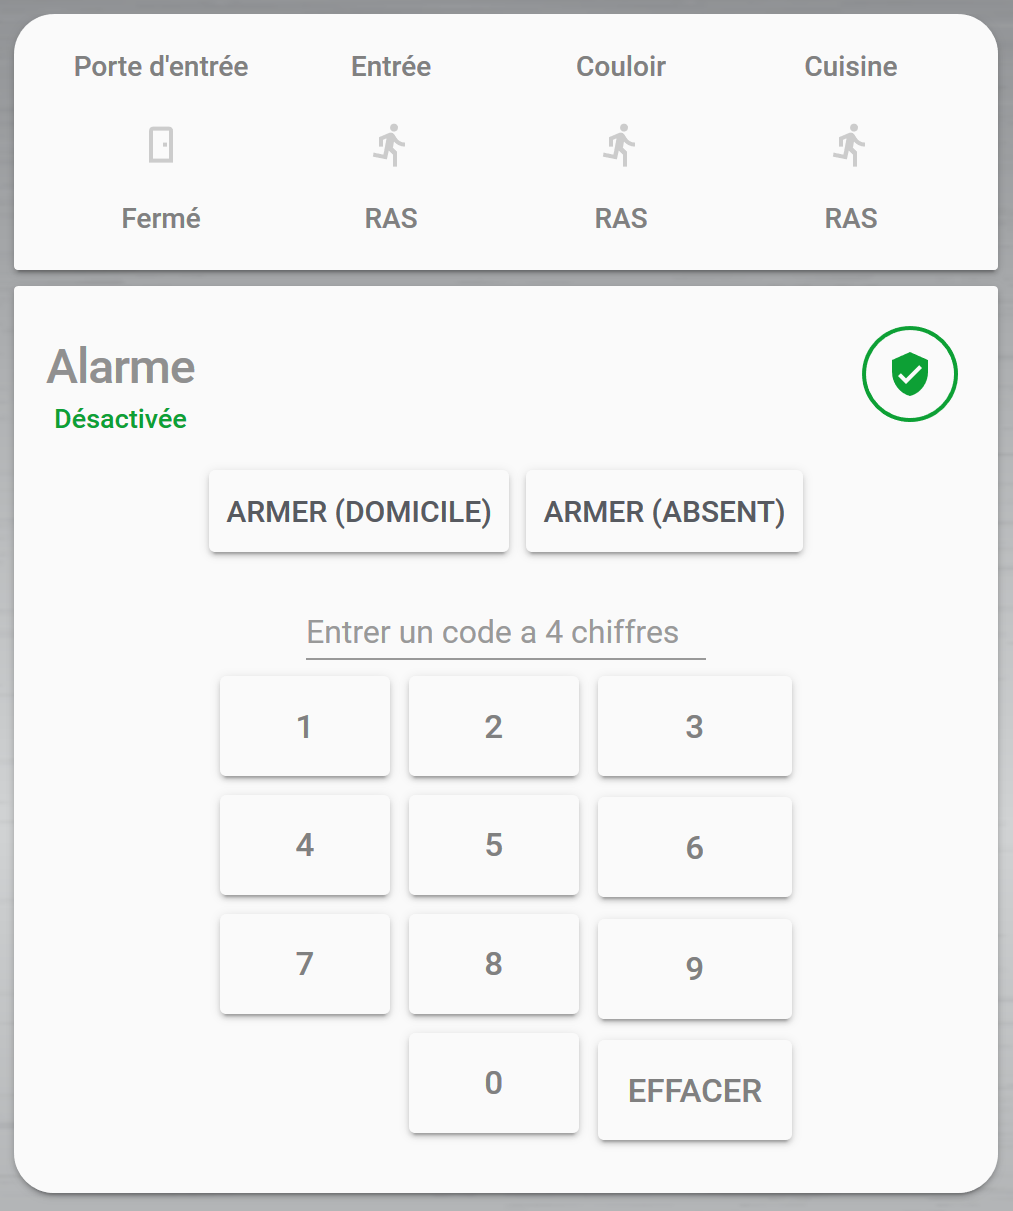 Porte d'entrée Entrée Couloir Cuisine
Fermé RAS RAS RAS
Alarme
Désactivée
ARMER (DOMICILE) ARMER (ABSENT)
Entrer un code a 4 chiffres
1 2 3
4 5 6
7 8 9
0 EFFACER